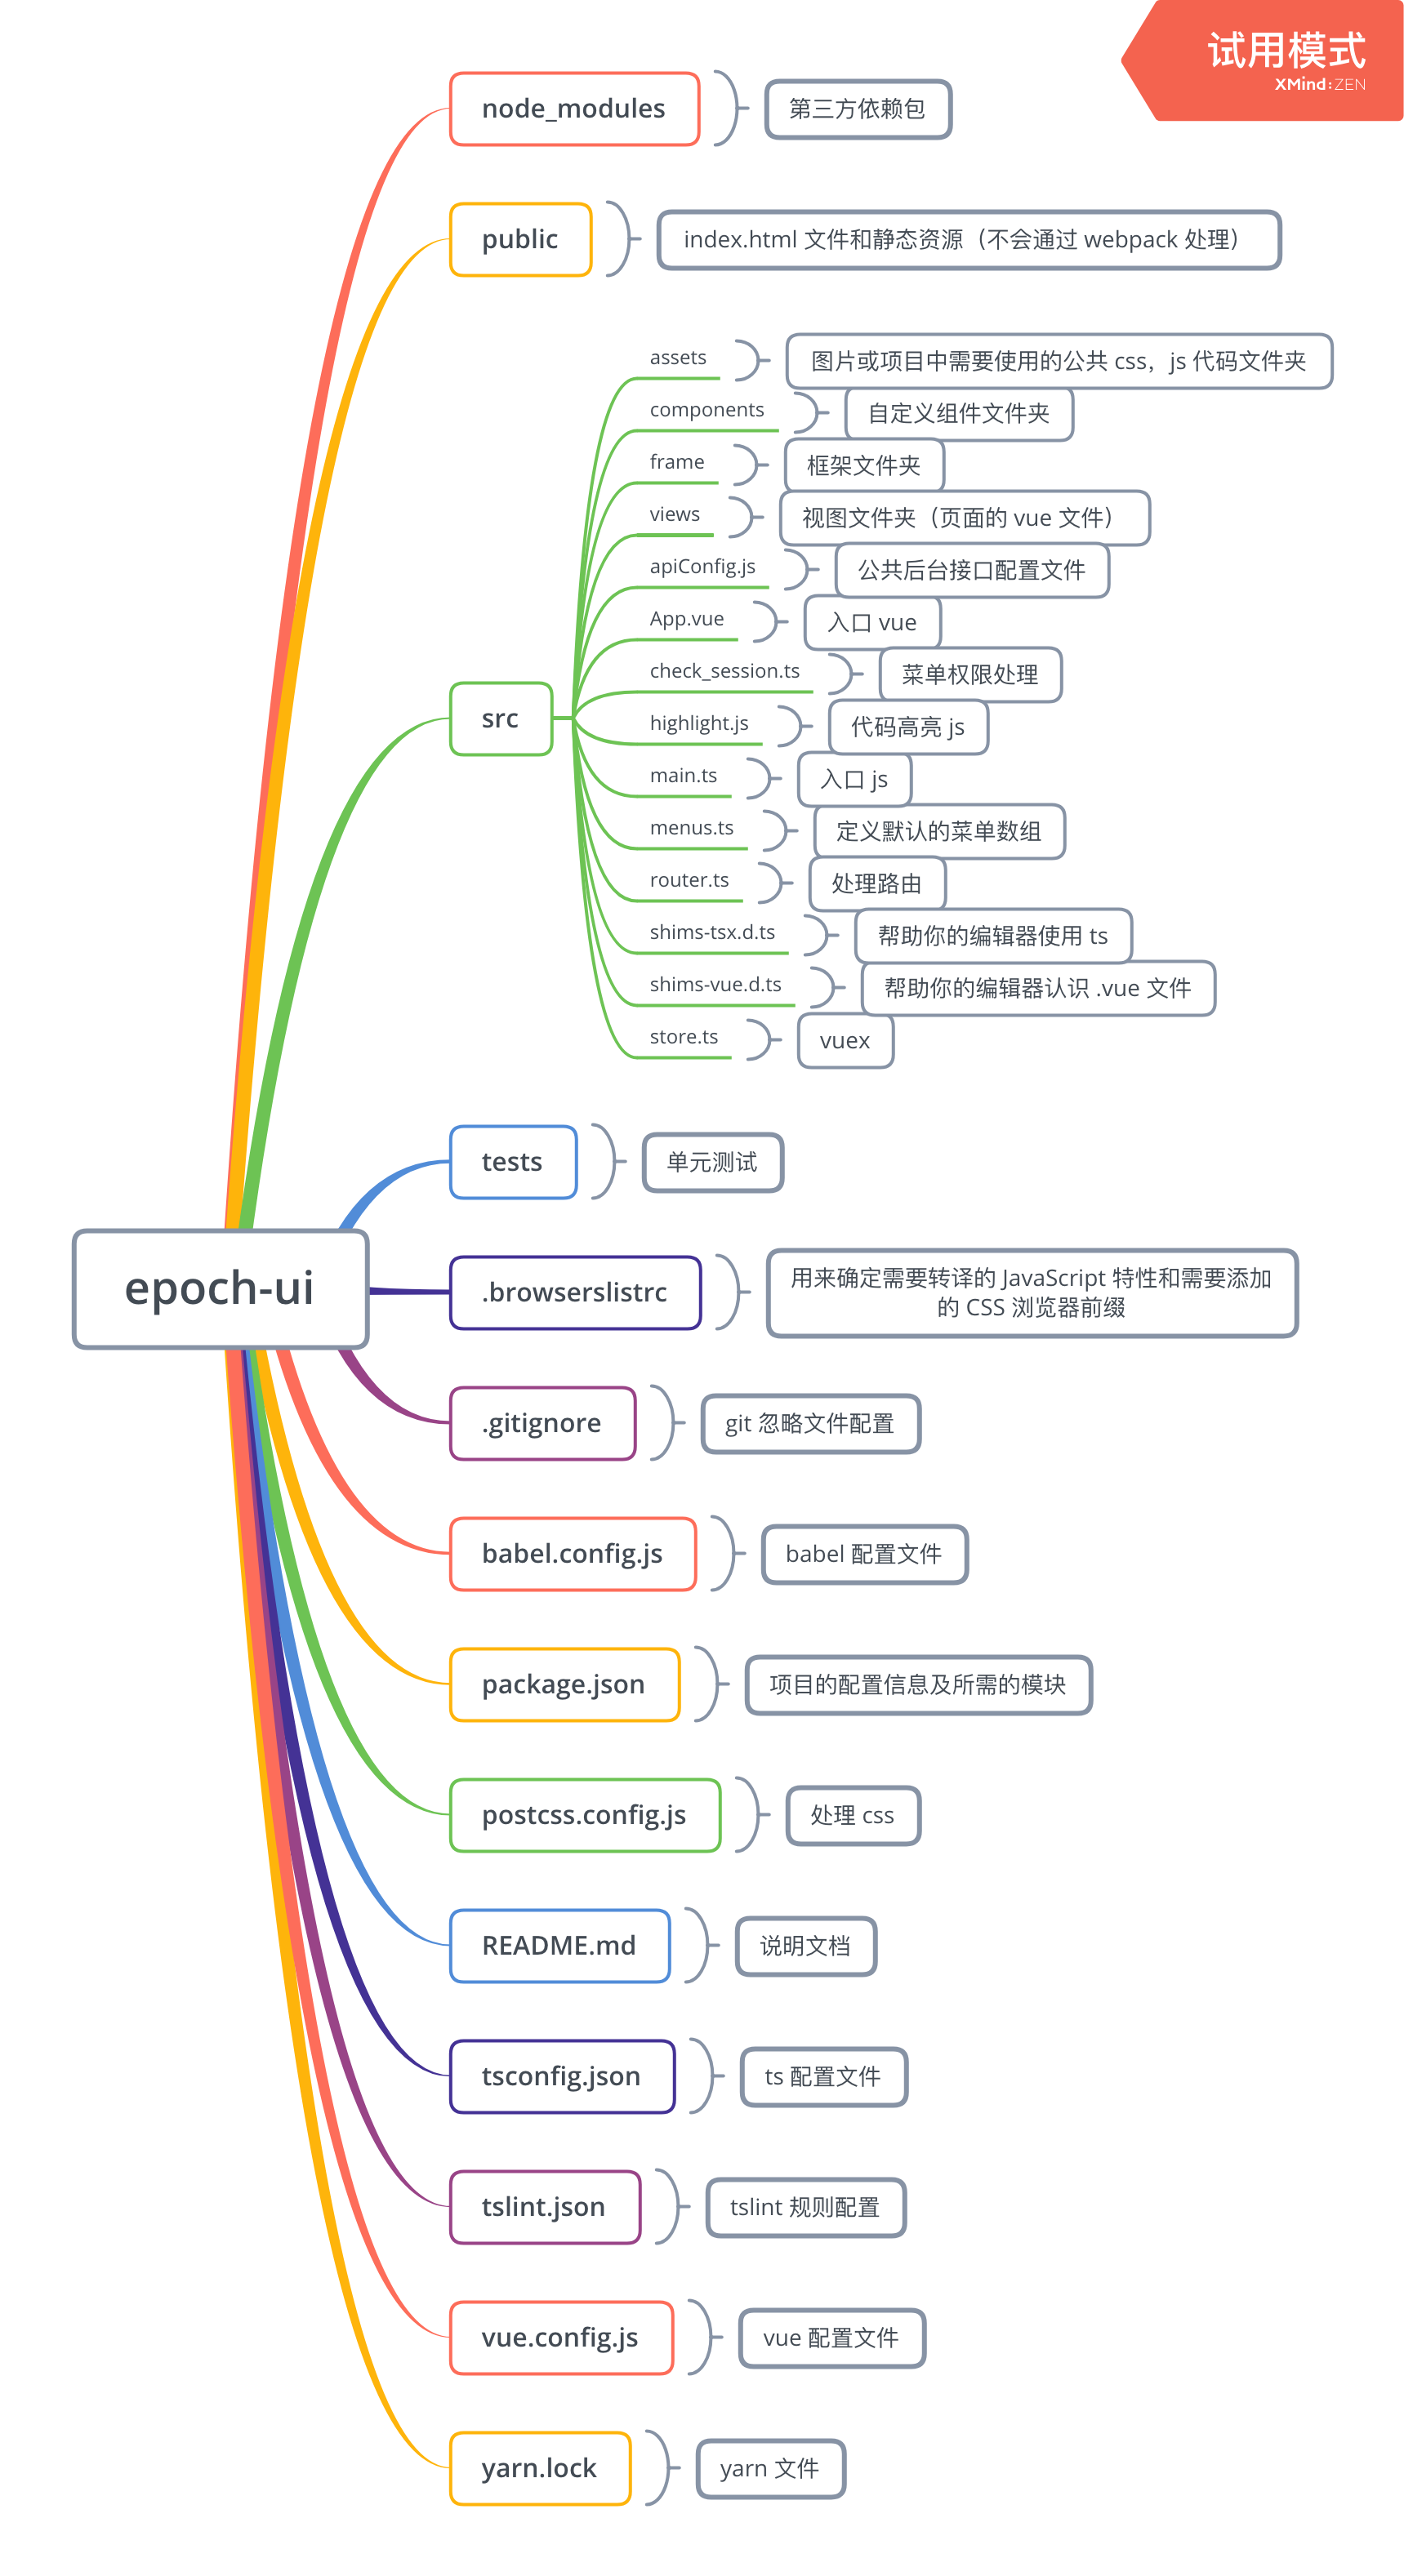 试用模式
XMind:ZEN
node_modules
第三方依赖包
public
index.html 文件和静态资源（不会通过 webpack 处理）
assets
图片或项目中需要使用的公共 css，js 代码文件夹
components
自定义组件文件夹
frame
框架文件夹
views
视图文件夹（页面的 vue 文件）
apiConfig.js
公共后台接口配置文件
App.vue
入口 vue
check_session.ts
菜单权限处理
src
highlight.js
代码高亮 js
main.ts
入口 js
menus.ts
定义默认的菜单数组
router.ts
处理路由
shims-tsx.d.ts
帮助你的编辑器使用 ts
shims-vue.d.ts
帮助你的编辑器认识 .vue 文件
store.ts
vuex
tests
单元测试
epoch-ui
.browserslistrc
用来确定需要转译的 JavaScript 特性和需要添加
的 CSS 浏览器前缀
.gitignore
git 忽略文件配置
babel.config.js
babel 配置文件
package.json
项目的配置信息及所需的模块
postcss.config.js
处理 css
README.md
说明文档
tsconfig.json
ts 配置文件
tslint.json
tslint 规则配置
vue.config.js
vue 配置文件
yarn.lock
yarn 文件